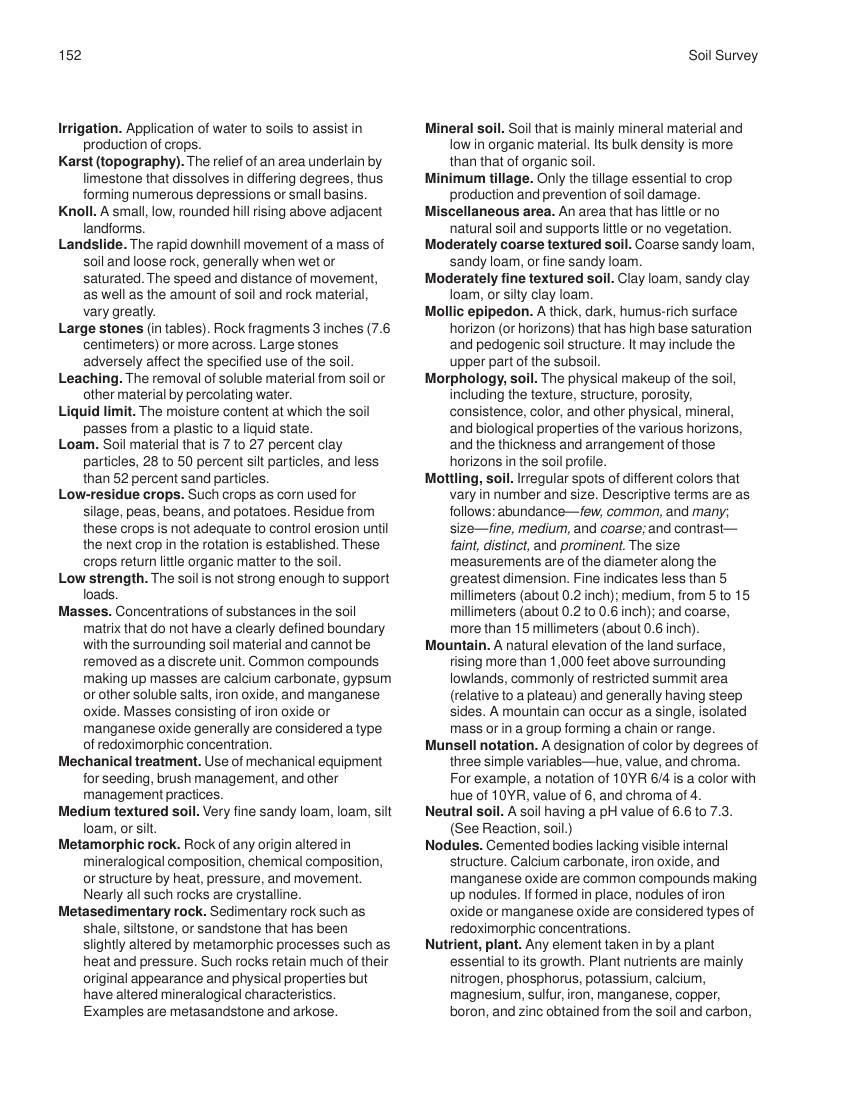 152
Soil Survey
Irrigation. Application of water to soils to assist in
production of crops.
Karst (topography). The relief of an area underlain by
limestone that dissolves in differing degrees, thus
forming numerous depressions or small basins.
Knoll. A small, low, rounded hill rising above adjacent
landforms.
Landslide. The rapid downhill movement of a mass of
soil and loose rock, generally when wet or
saturated. The speed and distance of movement,
as well as the amount of soil and rock material,
vary greatly.
Large stones (in tables). Rock fragments 3 inches (7.6
centimeters) or more across. Large stones
adversely affect the specified use of the soil.
Leaching. The removal of soluble material from soil or
other material by percolating water.
Liquid limit. The moisture content at which the soil
passes from a plastic to a liquid state.
Loam. Soil material that is 7 to 27 percent clay
particles, 28 to 50 percent silt particles, and less
than 52 percent sand particles.
Low-residue crops. Such crops as corn used for
silage, peas, beans, and potatoes. Residue from
these crops is not adequate to control erosion until
the next crop in the rotation is established. These
crops return little organic matter to the soil.
Low strength. The soil is not strong enough to support
loads.
Masses. Concentrations of substances in the soil
matrix that do not have a clearly defined boundary
with the surrounding soil material and cannot be
removed as a discrete unit. Common compounds
making up masses are calcium carbonate, gypsum
or other soluble salts, iron oxide, and manganese
oxide. Masses consisting of iron oxide or
manganese oxide generally are considered a type
of redoximorphic concentration.
Mechanical treatment. Use of mechanical equipment
for seeding, brush management, and other
management practices.
Medium textured soil. Very fine sandy loam, loam, silt
loam, or silt.
Metamorphic rock. Rock of any origin altered in
mineralogical composition, chemical composition,
or structure by heat, pressure, and movement.
Nearly all such rocks are crystalline.
Metasedimentary rock. Sedimentary rock such as
shale, siltstone, or sandstone that has been
slightly altered by metamorphic processes such as
heat and pressure. Such rocks retain much of their
original appearance and physical properties but
have altered mineralogical characteristics.
Examples are metasandstone and arkose.
Mineral soil. Soil that is mainly mineral material and
low in organic material. Its bulk density is more
than that of organic soil.
Minimum tillage. Only the tillage essential to crop
production and prevention of soil damage.
Miscellaneous area. An area that has little or no
natural soil and supports little or no vegetation.
Moderately coarse textured soil. Coarse sandy loam,
sandy loam, or fine sandy loam.
Moderately fine textured soil. Clay loam, sandy clay
loam, or silty clay loam.
Mollic epipedon. A thick, dark, humus-rich surface
horizon (or horizons) that has high base saturation
and pedogenic soil structure. It may include the
upper part of the subsoil.
Morphology, soil. The physical makeup of the soil,
including the texture, structure, porosity,
consistence, color, and other physical, mineral,
and biological properties of the various horizons,
and the thickness and arrangement of those
horizons in the soil profile.
Mottling, soil. Irregular spots of different colors that
vary in number and size. Descriptive terms are as
follows: abundance—few, common, and many;
size—fine, medium, and coarse; and contrast—
faint, distinct, and prominent. The size
measurements are of the diameter along the
greatest dimension. Fine indicates less than 5
millimeters (about 0.2 inch); medium, from 5 to 15
millimeters (about 0.2 to 0.6 inch); and coarse,
more than 15 millimeters (about 0.6 inch).
Mountain. A natural elevation of the land surface,
rising more than 1,000 feet above surrounding
lowlands, commonly of restricted summit area
(relative to a plateau) and generally having steep
sides. A mountain can occur as a single, isolated
mass or in a group forming a chain or range.
Munsell notation. A designation of color by degrees of
three simple variables—hue, value, and chroma.
For example, a notation of 10YR 6/4 is a color with
hue of 10YR, value of 6, and chroma of 4.
Neutral soil. A soil having a pH value of 6.6 to 7.3.
(See Reaction, soil.)
Nodules. Cemented bodies lacking visible internal
structure. Calcium carbonate, iron oxide, and
manganese oxide are common compounds making
up nodules. If formed in place, nodules of iron
oxide or manganese oxide are considered types of
redoximorphic concentrations.
Nutrient, plant. Any element taken in by a plant
essential to its growth. Plant nutrients are mainly
nitrogen, phosphorus, potassium, calcium,
magnesium, sulfur, iron, manganese, copper,
boron, and zinc obtained from the soil and carbon,